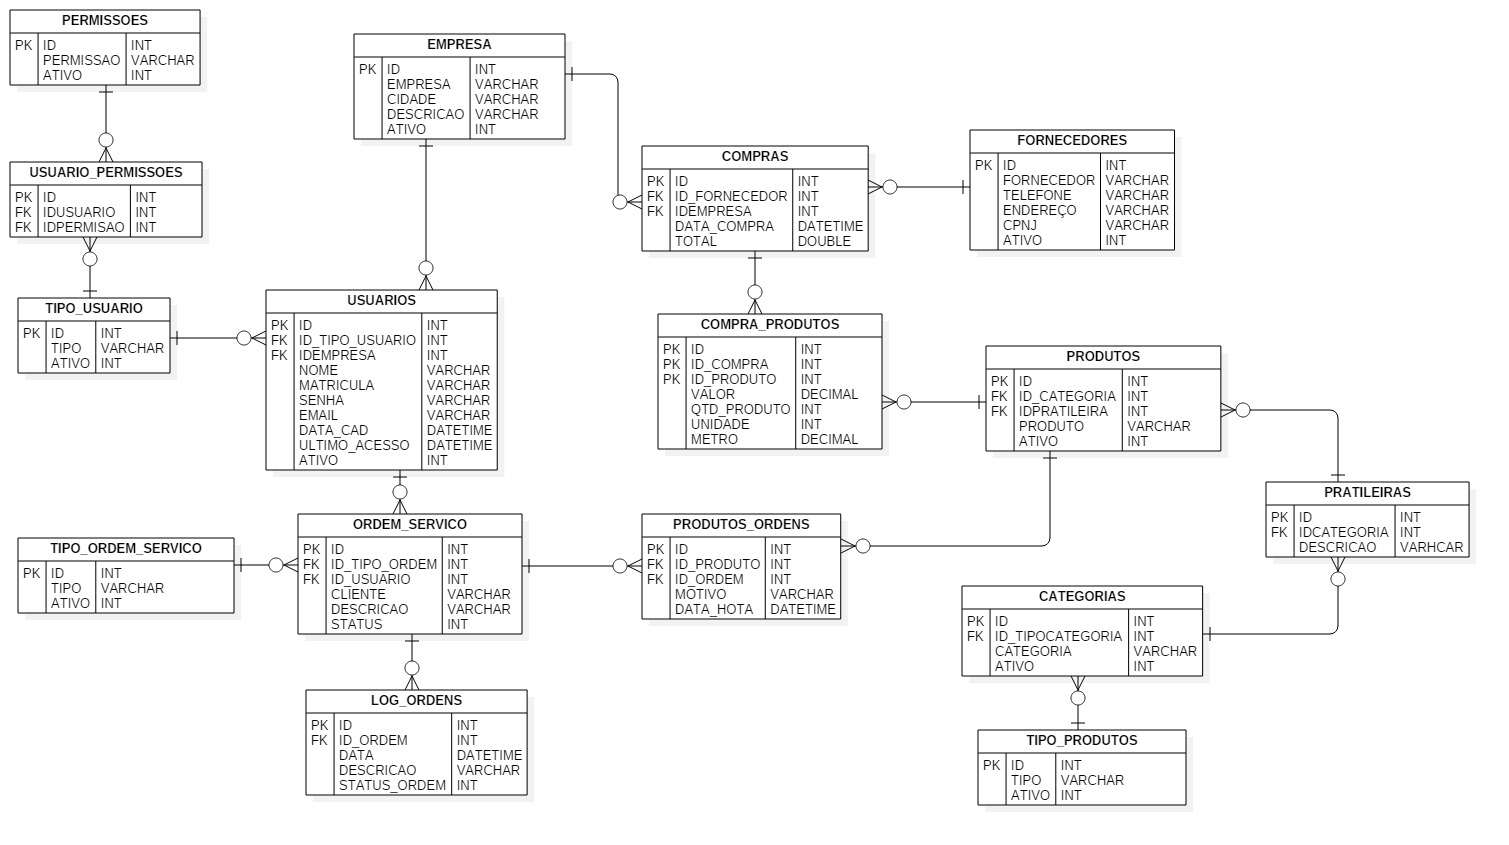 PERMISSOES
PK ID INT
PERMISSAO VARCHAR
ATIVO INT
EMPRESA
PK ID INT
EMPRESA VARCHAR
CIDADE VARCHAR
DESCRICAO VARCHAR
ATIVO INT
FORNECEDORES
PK ID INT
FORNECEDOR VARCHAR
TELEFONE VARCHAR
ENDEREÇO VARCHAR
CPNJ VARCHAR
ATIVO INT
COMPRAS
PK ID INT
FK ID_FORNECEDOR INT
FK IDEMPRESA INT
DATA_COMPRA DATETIME
TOTAL DOUBLE
USUARIO_PERMISSOES
PK ID INT
FK IDUSUARIO INT
FK IDPERMISAO INT
TIPO_USUARIO
PK ID INT
TIPO VARCHAR
ATIVO INT
USUARIOS
PK ID INT
FK ID_TIPO_USUARIO INT
FK IDEMPRESA INT
NOME VARCHAR
MATRICULA VARCHAR
SENHA VARCHAR
EMAIL VARCHAR
DATA_CAD DATETIME
ULTIMO_ACESSO DATETIME
ATIVO INT
COMPRA_PRODUTOS
PK ID INT
PK ID_COMPRA INT
PK ID_PRODUTO INT
VALOR DECIMAL
QTD_PRODUTO INT
UNIDADE INT
METRO DECIMAL
PRODUTOS
PK ID INT
FK ID_CATEGORIA INT
FK IDPRATILEIRA INT
PRODUTO VARCHAR
ATIVO INT
PRATILEIRAS
PK ID INT
FK IDCATEGORIA INT
DESCRICAO VARHCAR
TIPO_ORDEM_SERVICO
PK ID INT
TIPO VARCHAR
ATIVO INT
ORDEM_SERVICO
PK ID INT
FK ID_TIPO_ORDEM INT
FK ID_USUARIO INT
CLIENTE VARCHAR
DESCRICAO VARCHAR
STATUS INT
PRODUTOS_ORDENS
PK ID INT
FK ID_PRODUTO INT
FK ID_ORDEM INT
MOTIVO VARCHAR
DATA_HOTA DATETIME
CATEGORIAS
PK ID INT
FK ID_TIPOCATEGORIA INT
CATEGORIA VARCHAR
ATIVO INT
LOG_ORDENS
PK ID INT
FK ID_ORDEM INT
DATA DATETIME
DESCRICAO VARCHAR
STATUS_ORDEM INT
TIPO_PRODUTOS
PK ID INT
TIPO VARCHAR
ATIVO INT